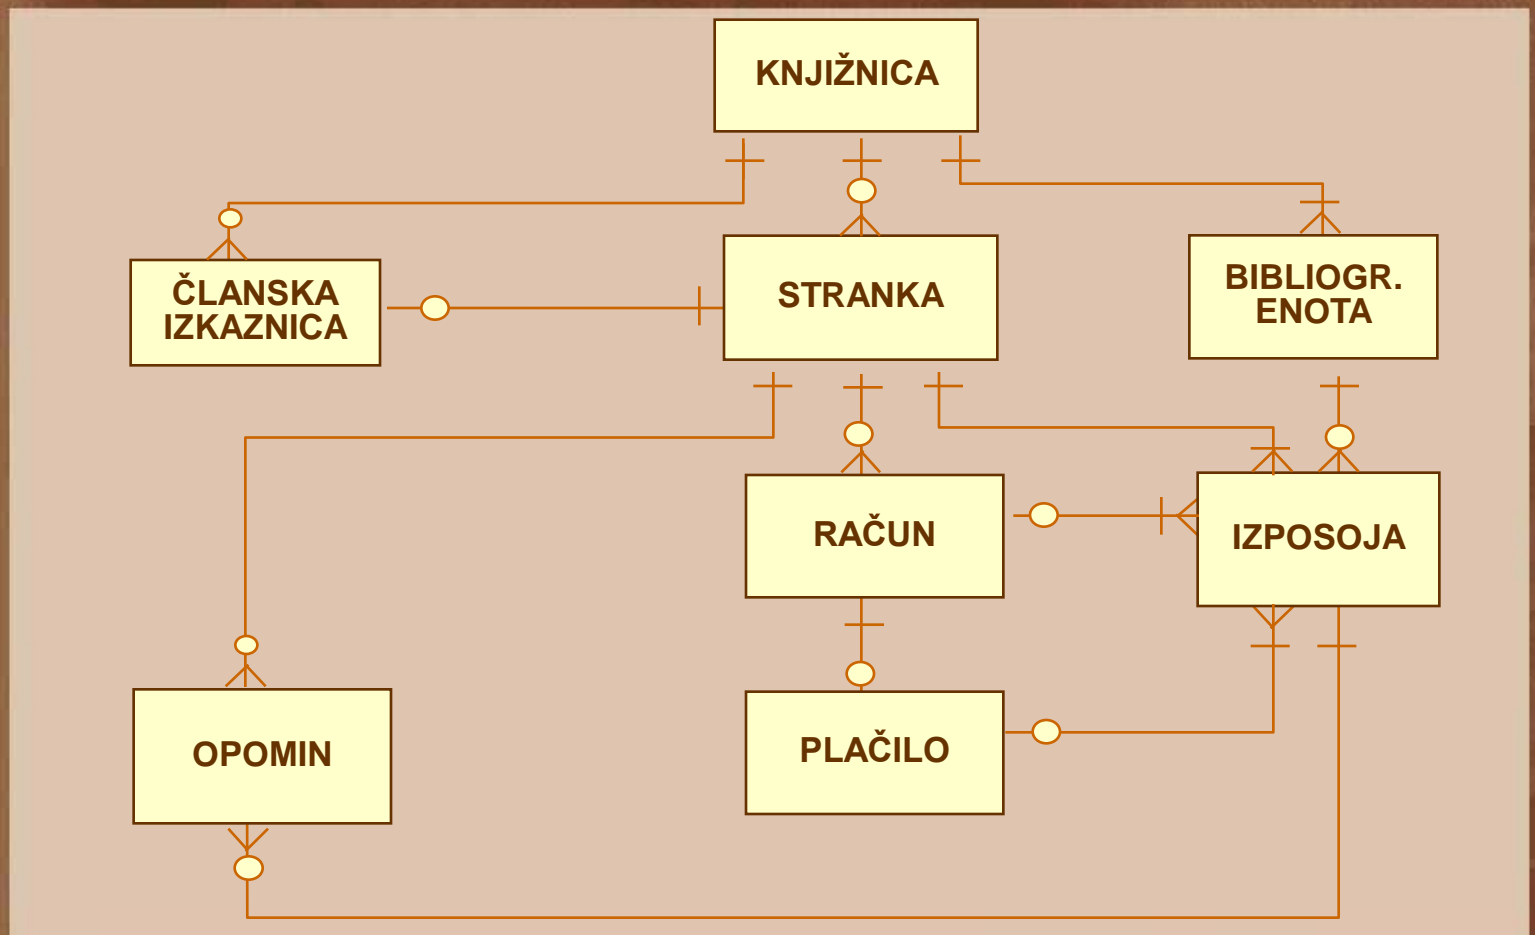 KNJIŽNICA
ČLANSKA
IZKAZNICA
STRANKA
BIBLIOGR.
ENOTA
RAČUN
IZPOSOJA
OPOMIN
PLAČILO